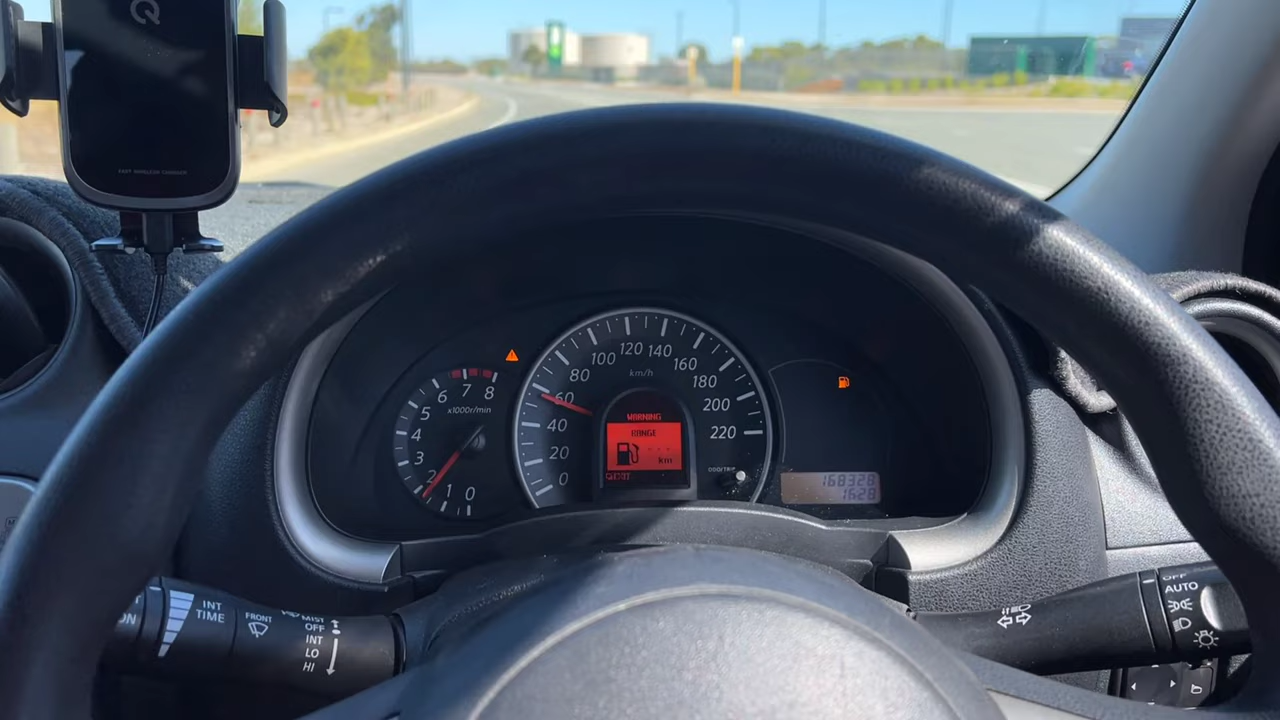 FAST WIRELESS CHARGER
0
1
2
3
4
5
6
7
8
x1000r/min
0
20
40
60
80
100
120
140
160
180
200
220
km/h
WARNING
RANGE
--- km
ODO/TRIP
168328
1628
ON
INT
TIME
FRONT
MIST
OFF
INT
LO
HI
OFF
AUTO